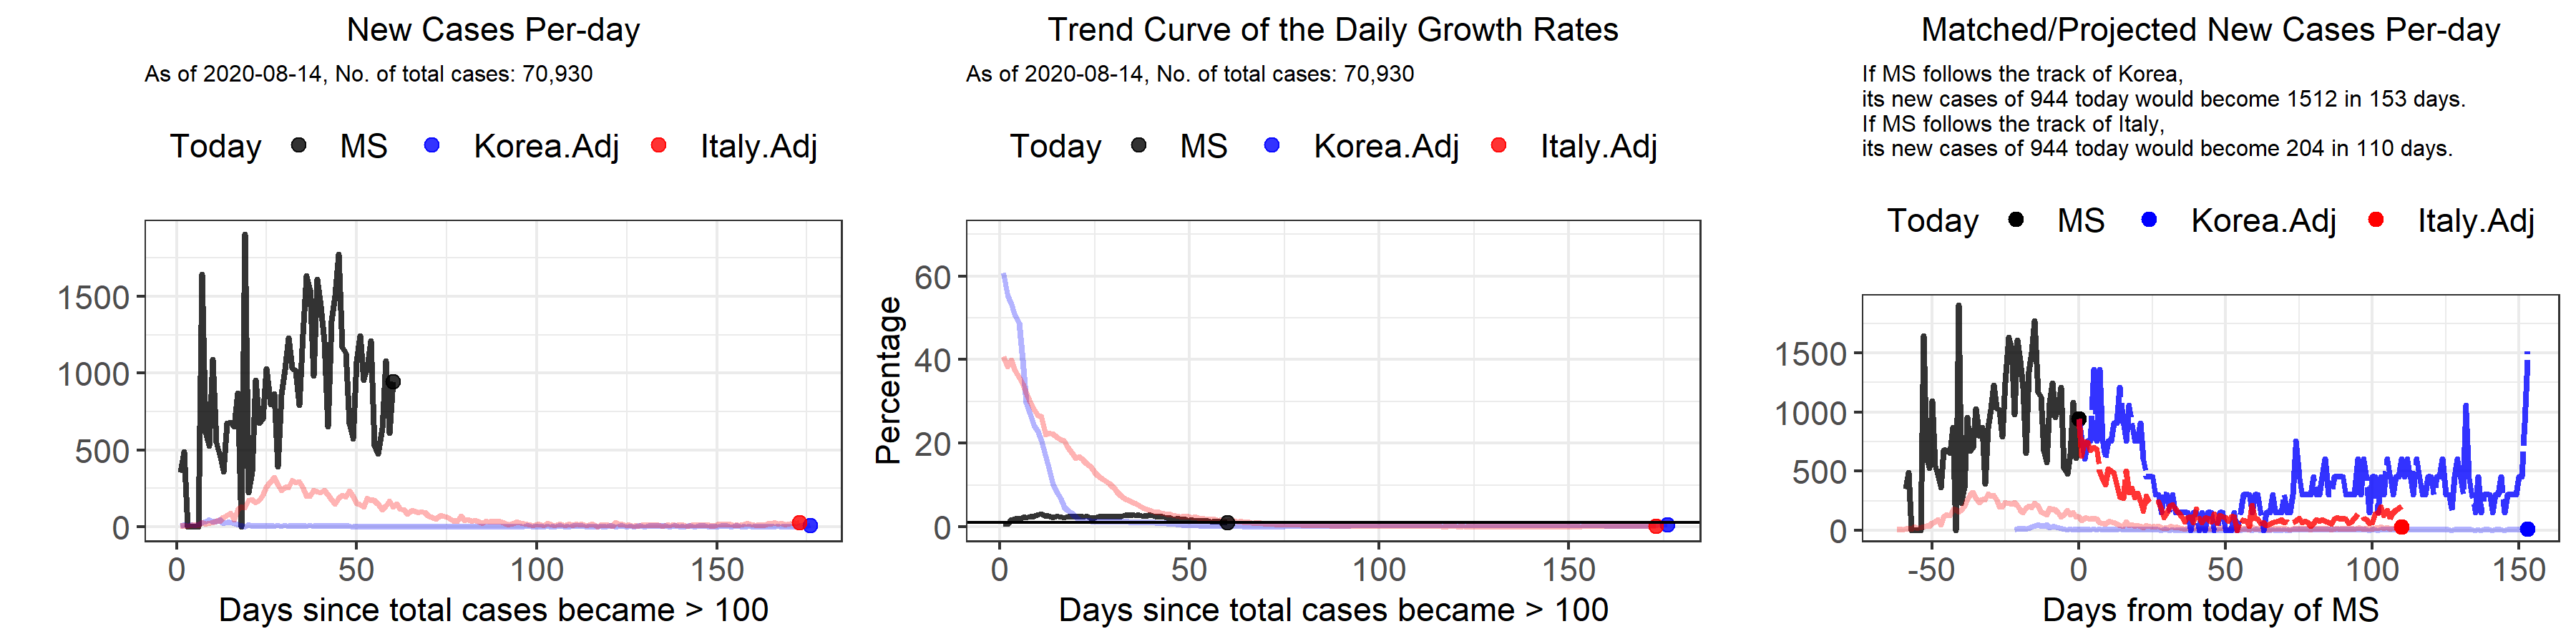 New Cases Per-day
As of 2020-08-14, No. of total cases: 70,930
Today MS Korea.Adj Italy.Adj
1500
1000
500
0
0 50 100 150
Days since total cases became > 100
Trend Curve of the Daily Growth Rates
As of 2020-08-14, No. of total cases: 70,930
Today MS Korea.Adj Italy.Adj
Percentage
60
40
20
0
0 50 100 150
Days since total cases became > 100
Matched/Projected New Cases Per-day
If MS follows the track of Korea,
its new cases of 944 today would become 1512 in 153 days.
If MS follows the track of Italy,
its new cases of 944 today would become 204 in 110 days.
Today MS Korea.Adj Italy.Adj
1500
1000
500
0
-50 0 50 100 150
Days from today of MS